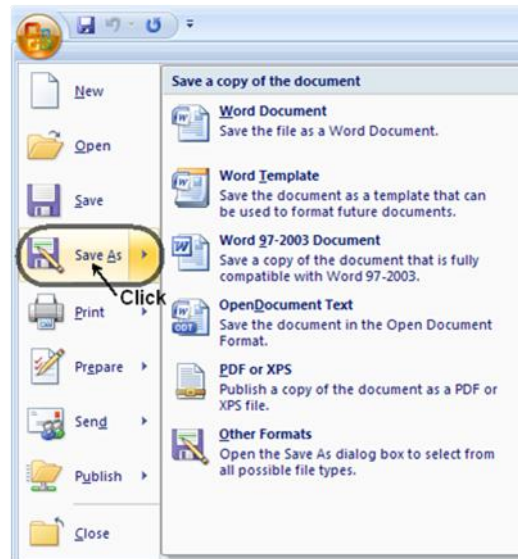 New
Open
Save
Save As
Click
Print
Prepare
Send
Publish
Close
Save a copy of the document
Word Document
Save the file as a Word Document.
Word Template
Save the document as a template that can
be used to format future documents.
Word 97-2003 Document
Save a copy of the document that is fully
compatible with Word 97-2003.
OpenDocument Text
Save the document in the Open Document
Format.
PDF or XPS
Publish a copy of the document as a PDF or
XPS file.
Other Formats
Open the Save As dialog box to select from
all possible file types.
W
W
W
W
ODT